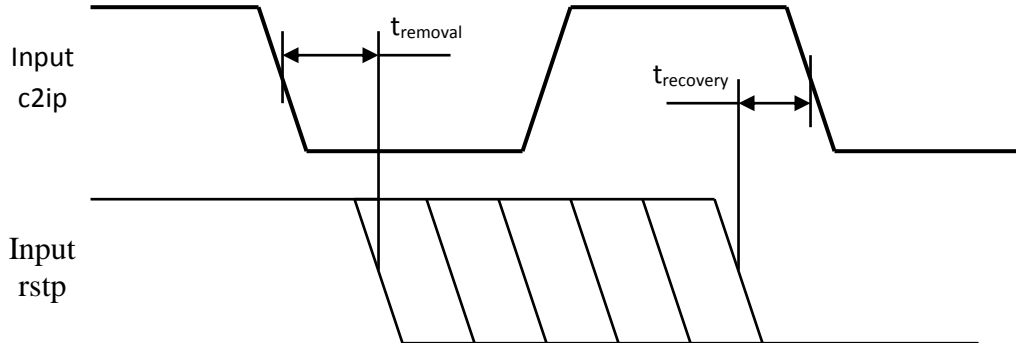 t_removal
Input
c2ip
t_recovery
Input
rstp